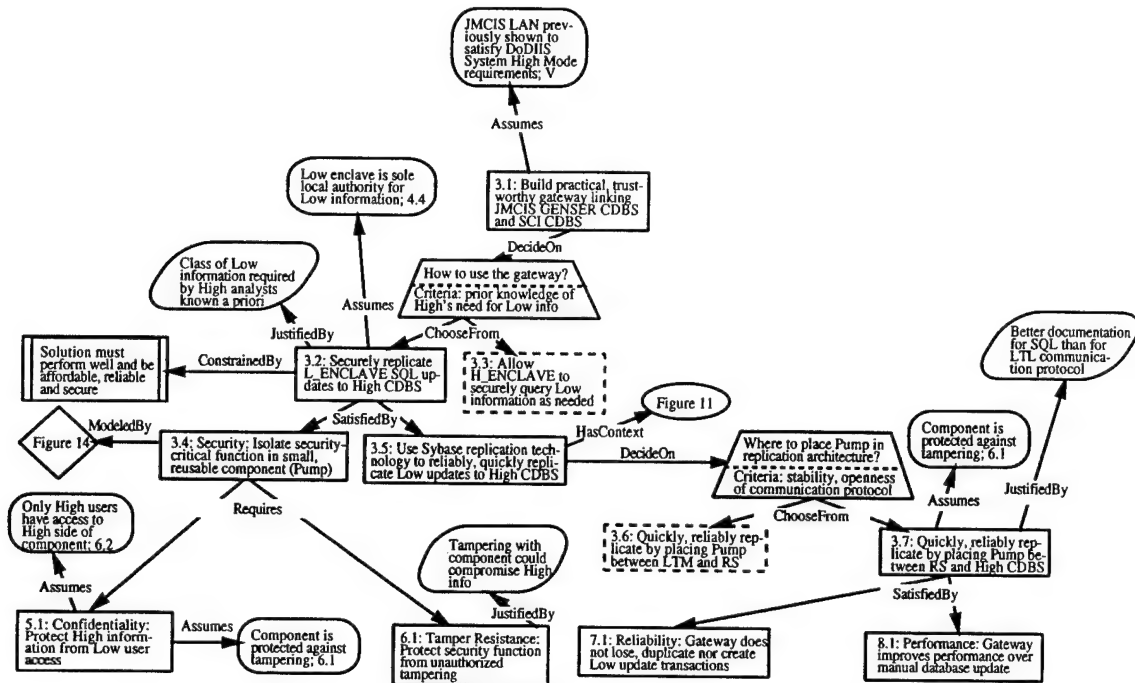 JMCIS LAN prev-
iously shown to
satisfy DoDIIS
System High Mode
requirements; V
Assumes
Low enclave is sole
local authority for
Low information; 4.4
3.1: Build practical, trust-
worthy gateway linking
JMCIS GENSER CDBS
and SCI CDBS
DecideOn
Class of Low
information required
by High analysts
known a priori
How to use the gateway?
Criteria: prior knowledge of
High's need for Low info
Assumes
JustifiedBy
ChooseFrom
Better documentation
for SQL than for
LTL communica-
tion protocol
Solution must
perform well and be
affordable, reliable
and secure
ConstrainedBy
3.2: Securely replicate
L_ENCLAVE SQL up-
dates to High CDBS
3.3: Allow
H_ENCLAVE to
securely query Low
information as needed
SatisfiedBy
Figure 11
HasContext
ModeledBy
Figure 14
3.4: Security: Isolate security-
critical function in small,
reusable component (Pump)
3.5: Use Sybase replication tech-
nology to reliably, quickly repli-
cate Low updates to High CDBS
DecideOn
Where to place Pump in
replication architecture?
Criteria: stability, openness
of communication protocol
Component is
protected against
tampering; 6.1
JustifiedBy
Assumes
Requires
ChooseFrom
Only High users
have access to
High side of
component; 6.2
3.6: Quickly, reliably rep-
licate by placing Pump
between LTM and RS
3.7: Quickly, reliably rep-
licate by placing Pump be-
tween RS and High CDBS
Tampering with
component could
compromise High
info
Assumes
SatisfiedBy
JustifiedBy
5.1: Confidentiality:
Protect High inform-
ation from Low user
access
Assumes
Component is
protected against
tampering; 6.1
6.1: Tamper Resistance:
Protect security function
from unauthorized
tampering
7.1: Reliability: Gateway does
not lose, duplicate nor create
Low update transactions
8.1: Performance: Gateway
improves performance over
manual database update